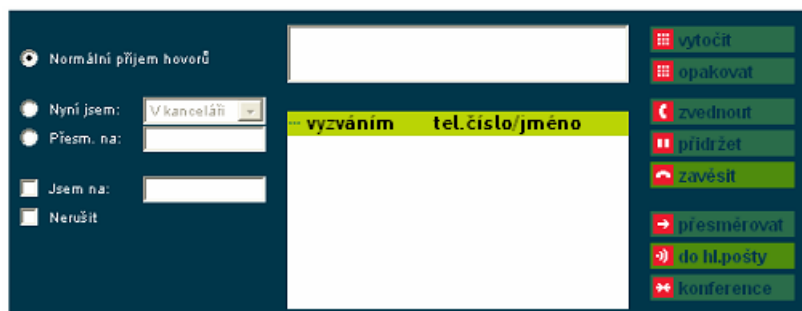 Normální příjem hovorů
Nyní jsem: V kanceláři
Přesm. na:
Jsem na:
Nerušit
--- vyzváním tel.číslo/jméno
vytočit
opakovat
zvednout
přidržet
zavěsit
přesměrovat
do hl.pošty
konference